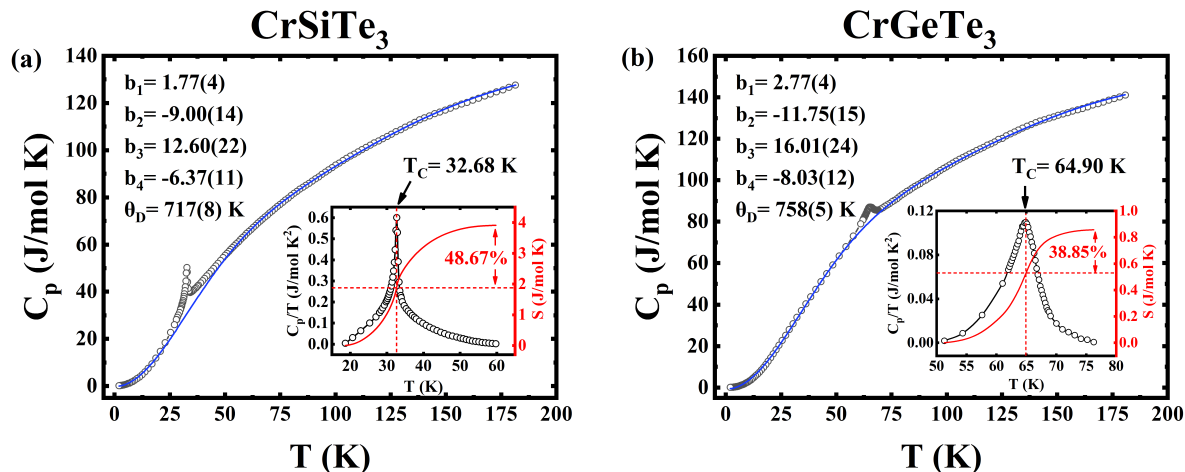 CrSiTe3
(a)
b1= 1.77(4)
b2= -9.00(14)
b3= 12.60(22)
b4= -6.37(11)
θD= 717(8) K
TC= 32.68 K
48.67%
Cp (J/mol K)
140
120
100
80
60
40
20
0
0 25 50 75 100 125 150 175 200
T (K)
Cp/T (J/mol K2)
0.6
0.5
0.4
0.3
0.2
0.1
0.0
20 30 40 50 60
T (K)
4
3
2
1
0
S (J/mol K)
CrGeTe3
(b)
b1= 2.77(4)
b2= -11.75(15)
b3= 16.01(24)
b4= -8.03(12)
θD= 758(5) K
TC= 64.90 K
38.85%
Cp (J/mol K)
160
140
120
100
80
60
40
20
0
0 25 50 75 100 125 150 175 200
T (K)
Cp/T (J/mol K2)
0.12
0.08
0.04
0.00
50 55 60 65 70 75 80
T (K)
1.0
0.8
0.6
0.4
0.2
0.0
S (J/mol K)